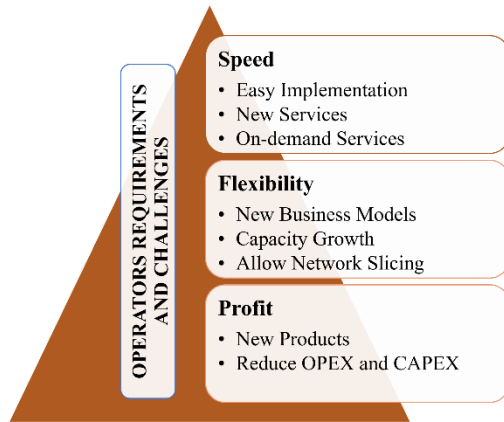 OPERATORS REQUIREMENTS
AND CHALLENGES
Speed
• Easy Implementation
• New Services
• On-demand Services
Flexibility
• New Business Models
• Capacity Growth
• Allow Network Slicing
Profit
• New Products
• Reduce OPEX and CAPEX